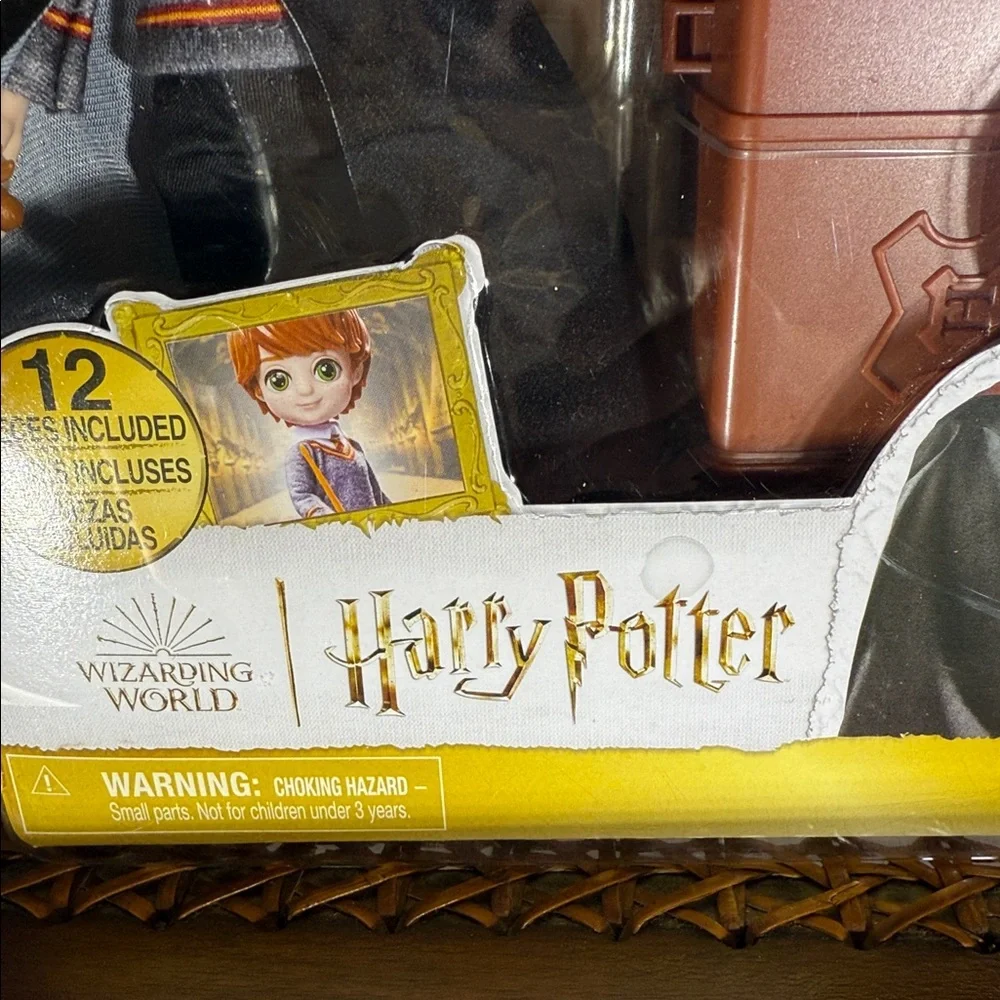 12
INCLUDED
INCLUSES
WIZARDING
WORLD
Harry Potter
WARNING: CHOKING HAZARD –
Small parts. Not for children under 3 years.
H